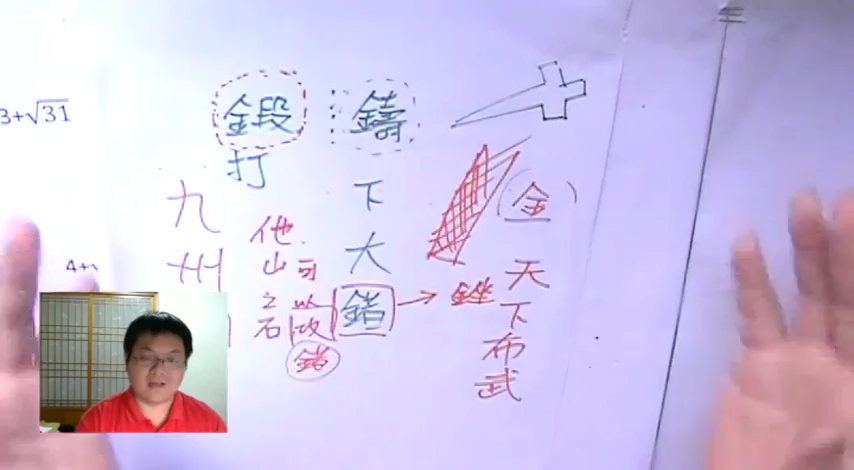 3+√31
4+
鍛：鑄
打
九州
他山之石
可以攻
錯
下大錯→銼
(金)
天下布武